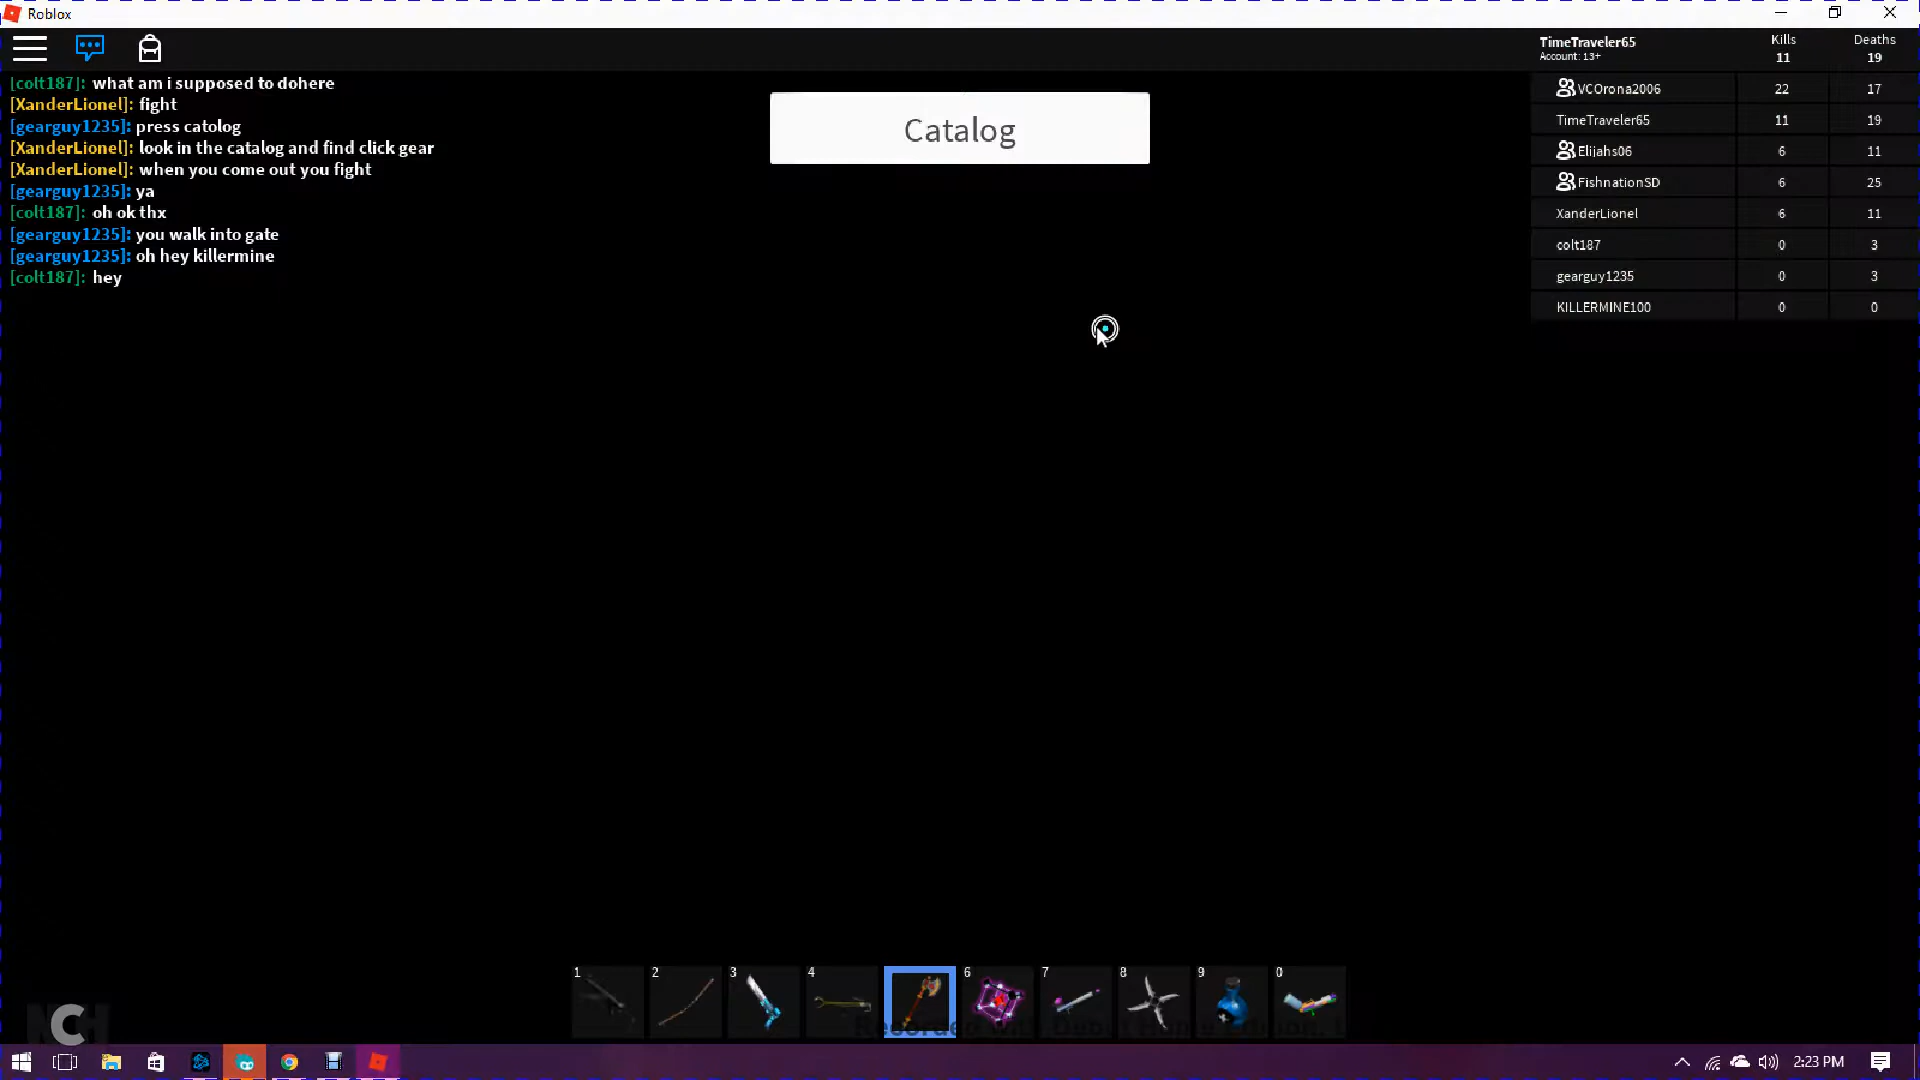 Roblox
TimeTraveler65
Account: 13+
Kills
11
Deaths
19
[colt187]: what am i supposed to dohere
[XanderLionel]: fight
[gearguy1235]: press catolog
[XanderLionel]: look in the catalog and find click gear
[XanderLionel]: when you come out you fight
[gearguy1235]: ya
[colt187]: oh ok thx
[gearguy1235]: you walk into gate
[gearguy1235]: oh hey killermine
[colt187]: hey
Catalog
VCOrona2006 22 17
TimeTraveler65 11 19
Elijahs06 6 11
FishnationSD 6 25
XanderLionel 6 11
colt187 0 3
gearguy1235 0 3
KILLERMINE100 0 0
1 2 3 4 6 7 8 9 0
NCH
2:23 PM